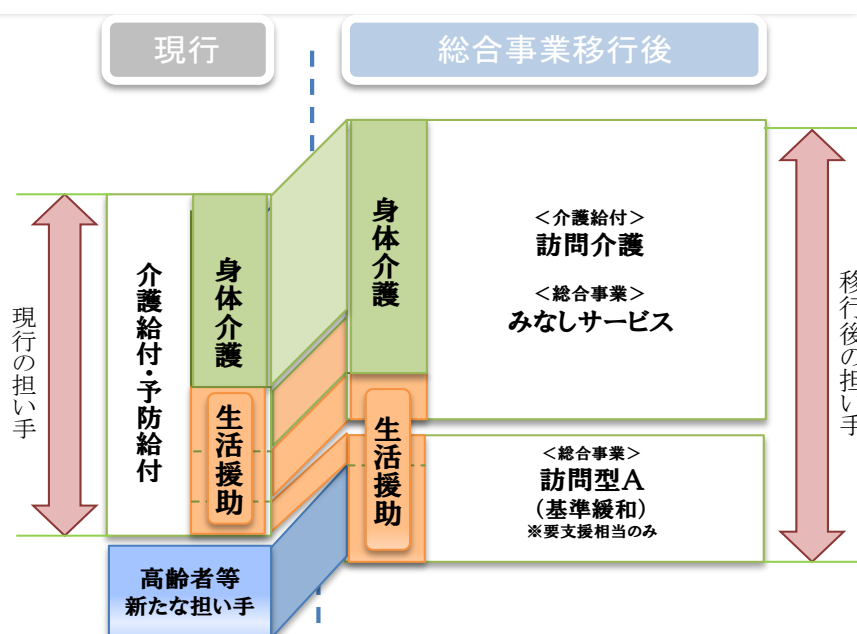 現行
総合事業移行後
現行の担い手
介護給付・予防給付
身体介護
生活援助
高齢者等
新たな担い手
身体介護
生活援助
＜介護給付＞
訪問介護
＜総合事業＞
みなしサービス
＜総合事業＞
訪問型A
（基準緩和）
※要支援相当のみ
移行後の担い手